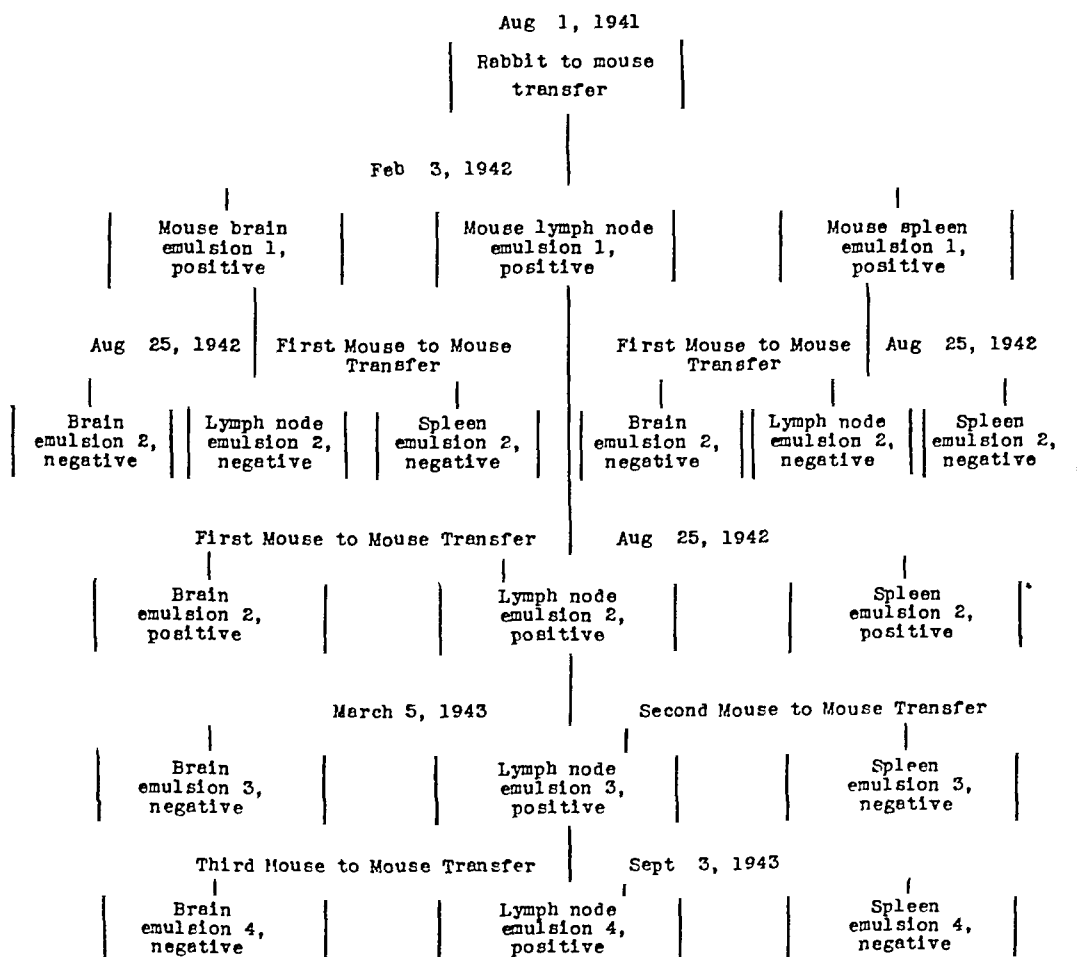 Aug 1, 1941
Rabbit to mouse
transfer
Feb 3, 1942
Mouse brain
emulsion 1,
positive
Mouse lymph node
emulsion 1,
positive
Mouse spleen
emulsion 1,
positive
Aug 25, 1942
First Mouse to Mouse
Transfer
First Mouse to Mouse
Transfer
Aug 25, 1942
Brain
emulsion 2,
negative
Lymph node
emulsion 2,
negative
Spleen
emulsion 2,
negative
Brain
emulsion 2,
negative
Lymph node
emulsion 2,
negative
Spleen
emulsion 2,
negative
First Mouse to Mouse Transfer
Aug 25, 1942
Brain
emulsion 2,
positive
Lymph node
emulsion 2,
positive
Spleen
emulsion 2,
positive
March 5, 1943
Second Mouse to Mouse Transfer
Brain
emulsion 3,
negative
Lymph node
emulsion 3,
positive
Spleen
emulsion 3,
negative
Third Mouse to Mouse Transfer
Sept 3, 1943
Brain
emulsion 4,
negative
Lymph node
emulsion 4,
positive
Spleen
emulsion 4,
negative